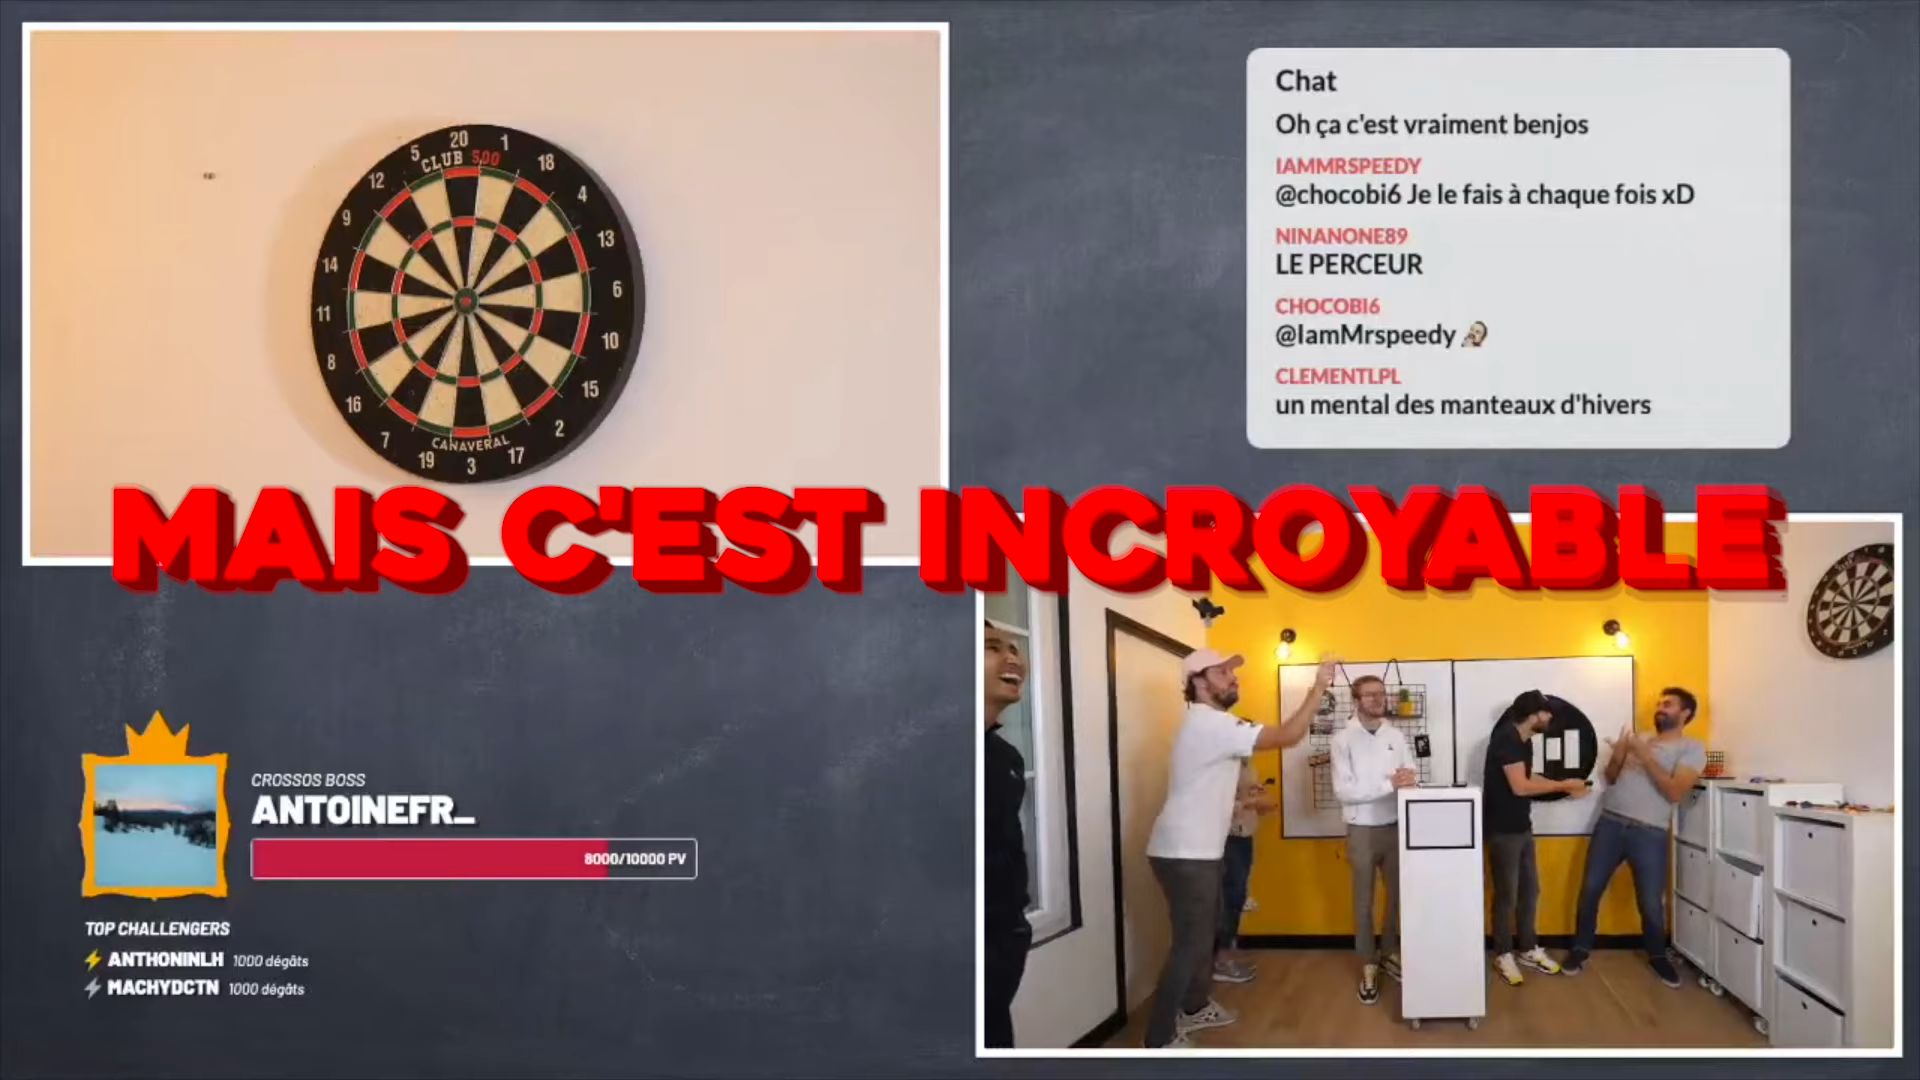 20
1
5
CLUB 500
18
12
4
9
13
14
6
11
10
8
15
16
2
7
CANAVERAL
17
19
3
Chat
Oh ça c'est vraiment benjos
IAMMRSPEEDY
@chocobi6 Je le fais à chaque fois xD
NINANONE89
LE PERCEUR
CHOCOBI6
@IamMrspeedy
CLEMENTLPL
un mental des manteaux d'hivers
MAIS C'EST INCROYABLE
CROSSOS BOSS
ANTOINEFR_
8000/10000 PV
TOP CHALLENGERS
ANTHONINLH 1000 dégâts
MACHYDCTN 1000 dégâts